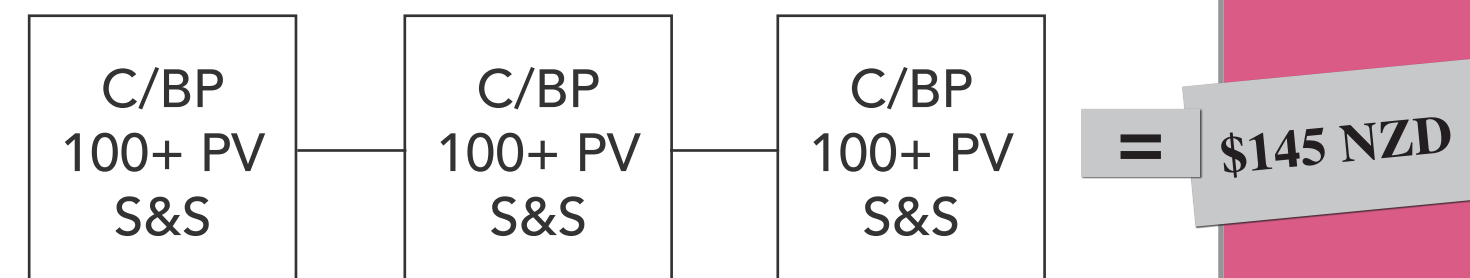 C/BP
100+ PV
S&S
C/BP
100+ PV
S&S
C/BP
100+ PV
S&S
=
$145 NZD